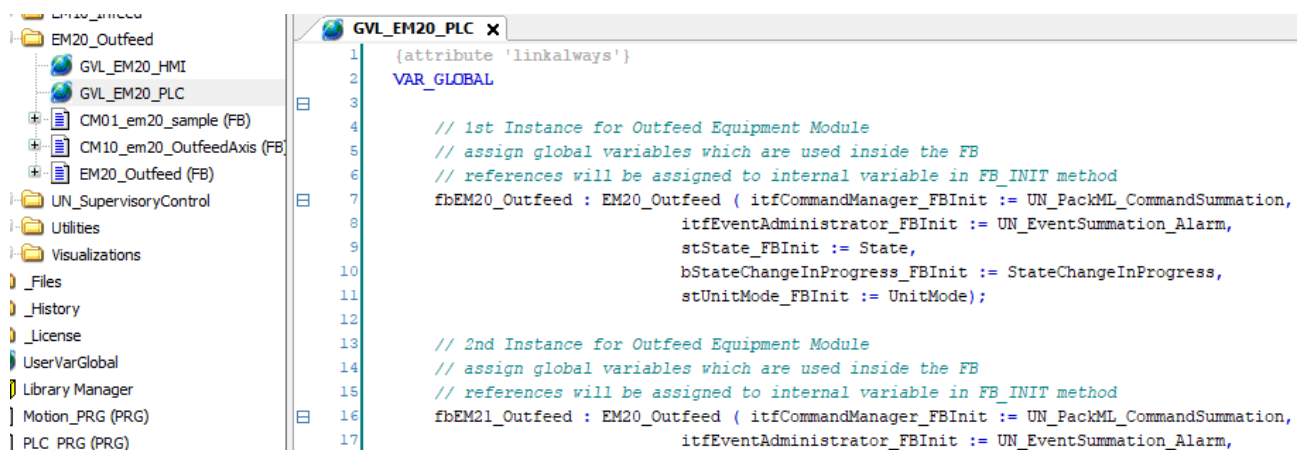 EM10_Infeed
EM20_Outfeed
GVL_EM20_HMI
GVL_EM20_PLC
CM01_em20_sample (FB)
CM10_em20_OutfeedAxis (FB)
EM20_Outfeed (FB)
UN_SupervisoryControl
Utilities
Visualizations
_Files
_History
_License
UserVarGlobal
Library Manager
Motion_PRG (PRG)
PLC_PRG (PRG)
GVL_EM20_PLC X
1 {attribute 'linkalways'}
2 VAR_GLOBAL
3
4 // 1st Instance for Outfeed Equipment Module
5 // assign global variables which are used inside the FB
6 // references will be assigned to internal variable in FB_INIT method
7 fbEM20_Outfeed : EM20_Outfeed ( itfCommandManager_FBInit := UN_PackML_CommandSummation,
8 itfEventAdministrator_FBInit := UN_EventSummation_Alarm,
9 stState_FBInit := State,
10 bStateChangeInProgress_FBInit := StateChangeInProgress,
11 stUnitMode_FBInit := UnitMode);
12
13 // 2nd Instance for Outfeed Equipment Module
14 // assign global variables which are used inside the FB
15 // references will be assigned to internal variable in FB_INIT method
16 fbEM21_Outfeed : EM20_Outfeed ( itfCommandManager_FBInit := UN_PackML_CommandSummation,
17 itfEventAdministrator_FBInit := UN_EventSummation_Alarm,